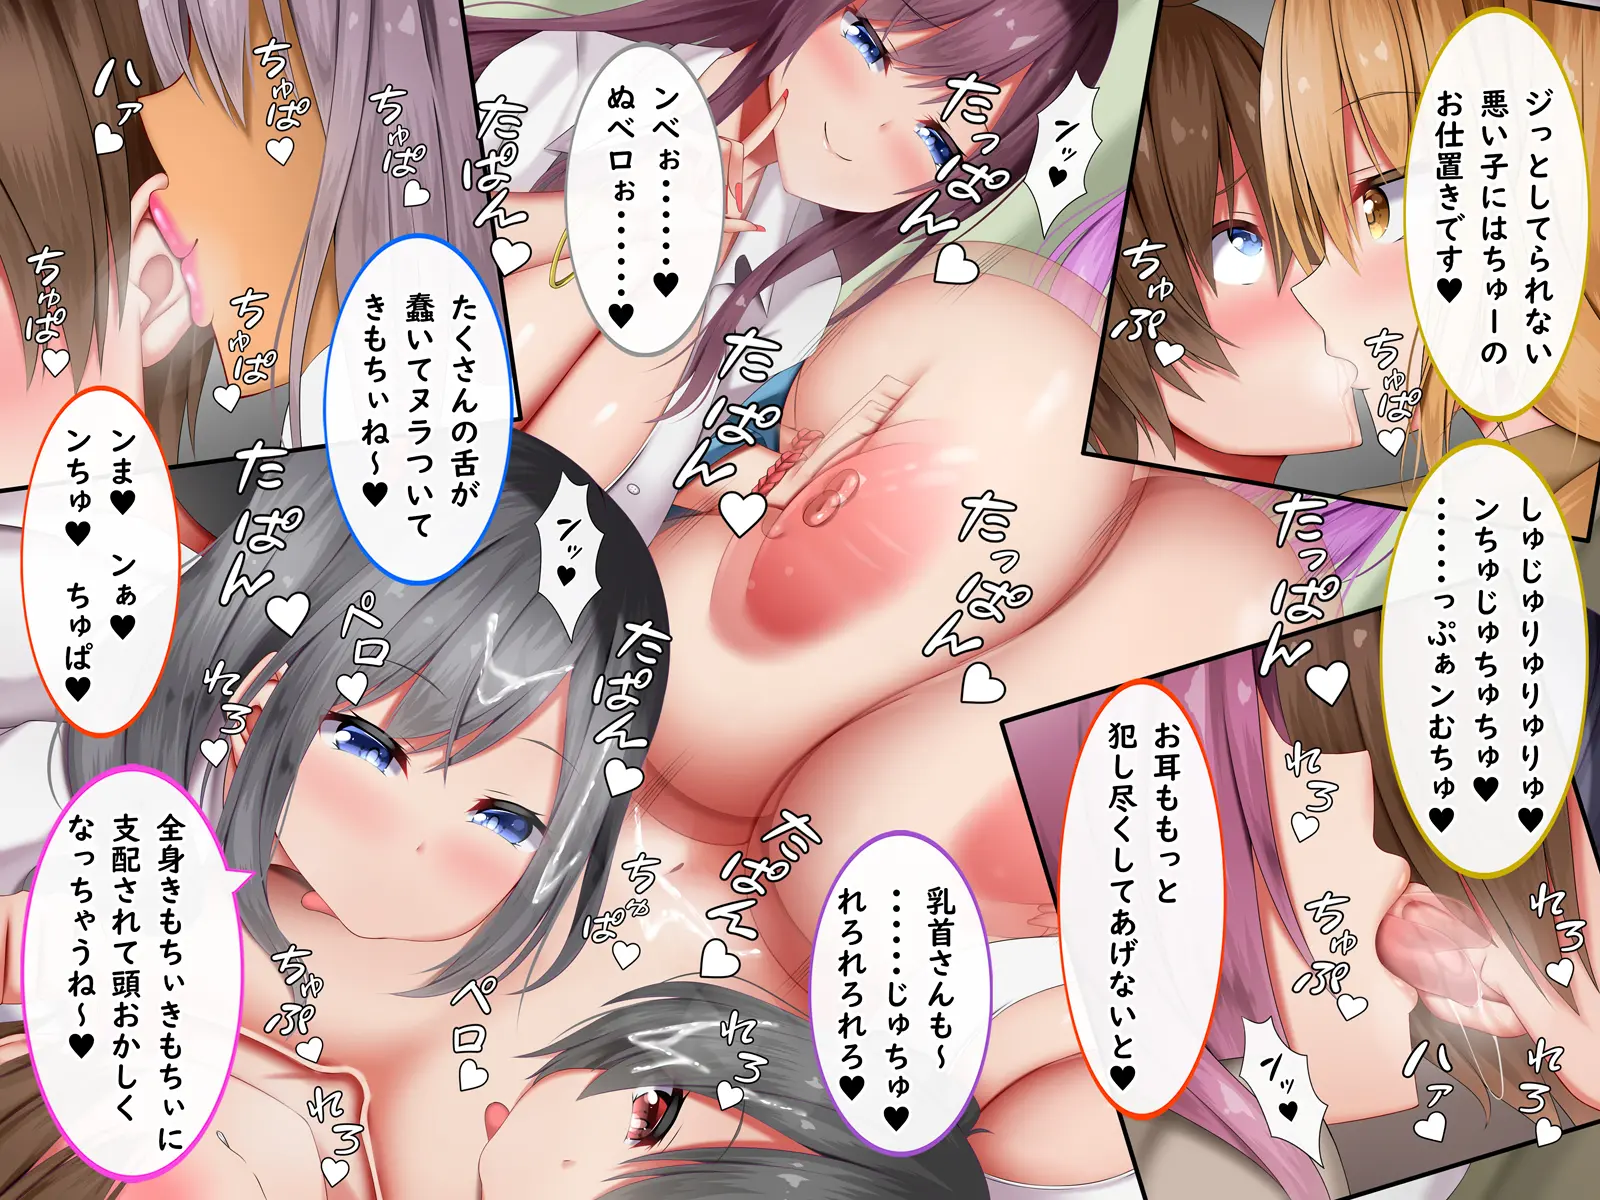 ジっとしてられない
悪い子にはちゅーの
お仕置きです♥
しゅじゅりゅりゅりゅ♥
ンちゅじゅちゅちゅ♥
・・・・・・っぷぁンむちゅ♥
ンベぉ・・・・・・・♥
ぬベロぉ・・・・・・・♥
たくさんの舌が
蠢いてヌラついて
きもちぃね～♥
ンま♥ ンぁ♥
ンちゅ♥ ちゅぱ♥
全身きもちぃきもちぃに
支配されて頭おかしく
なっちゃうね～♥
お耳ももっと
犯し尽くしてあげないと♥
乳首さんも～
・・・・・・じゅちゅ♥
れろれろれろ♥
ハァ♥
ちゅぱ♥
ちゅぱ♥
ちゅぱ♥
ちゅぱ♥
たっぱん♥
たっぱん♥
ンッ♥
ちゅぷ♥
ちゅぱ♥
たぱん♥
たぱん♥
ンッ♥
たっぱん♥
たっぱん♥
たぱん♥
ペロ♥
れろ♥
ちゅぱ♥
たぱん♥
れろ♥
ちゅぷ♥
れろ♥
ちゅぷ♥
ペロ♥
れろ♥
れろ♥
ハァ♥
れろ♥
イッ♥